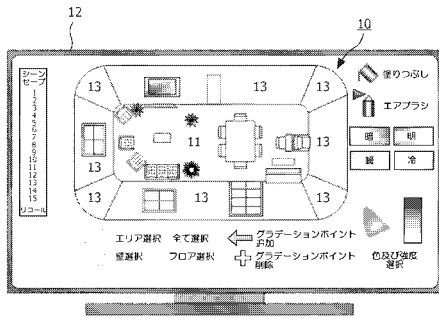 12
10
シーン
セーブ
1
2
3
4
5
6
7
8
9
10
11
12
13
14
15
リコール
13
13
13
13
11
13
13
13
13
塗りつぶし
エアブラシ
暗
明
暖
冷
エリア選択 全て選択
グラデーションポイント
追加
壁選択 フロア選択
グラデーションポイント
削除
色及び強度
選択